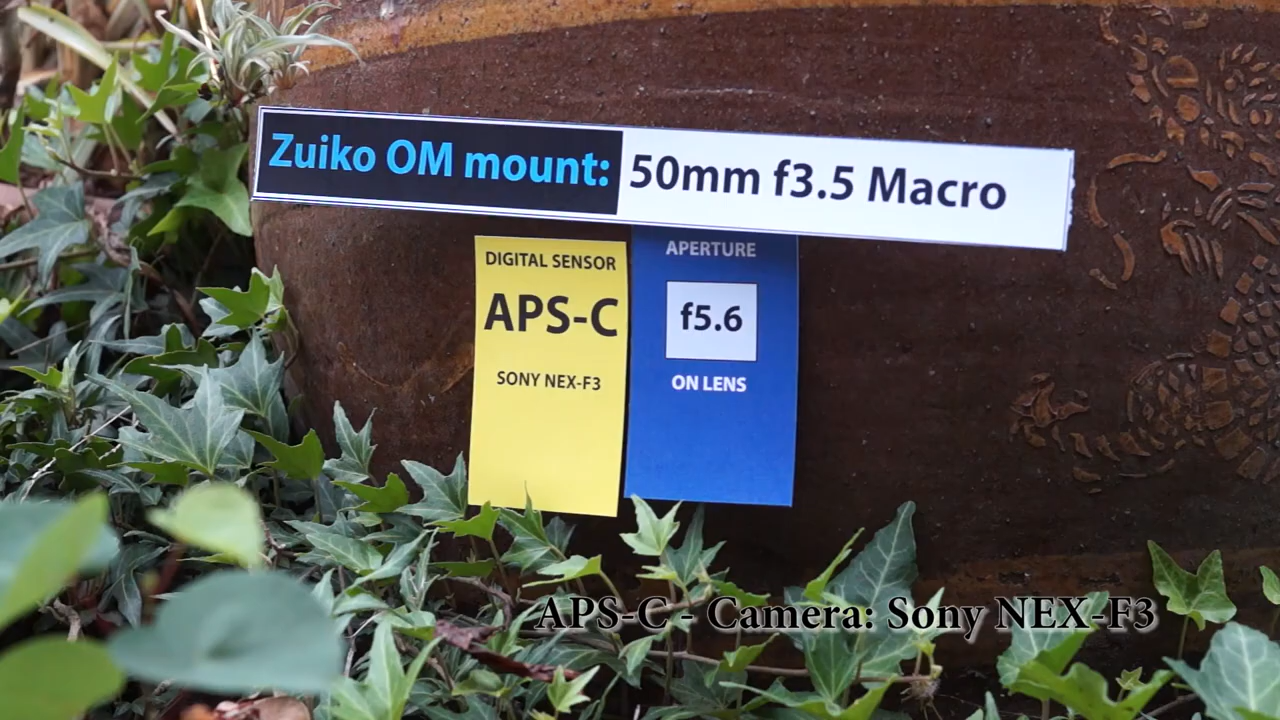 Zuiko OM mount: 50mm f3.5 Macro
DIGITAL SENSOR
APS-C
SONY NEX-F3
APERTURE
f5.6
ON LENS
APS-C - Camera: Sony NEX-F3